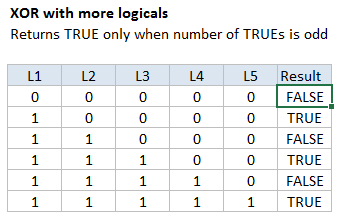 XOR with more logicals
Returns TRUE only when number of TRUEs is odd
L1 L2 L3 L4 L5 Result
0 0 0 0 0 FALSE
1 0 0 0 0 TRUE
1 1 0 0 0 FALSE
1 1 1 0 0 TRUE
1 1 1 1 0 FALSE
1 1 1 1 1 TRUE